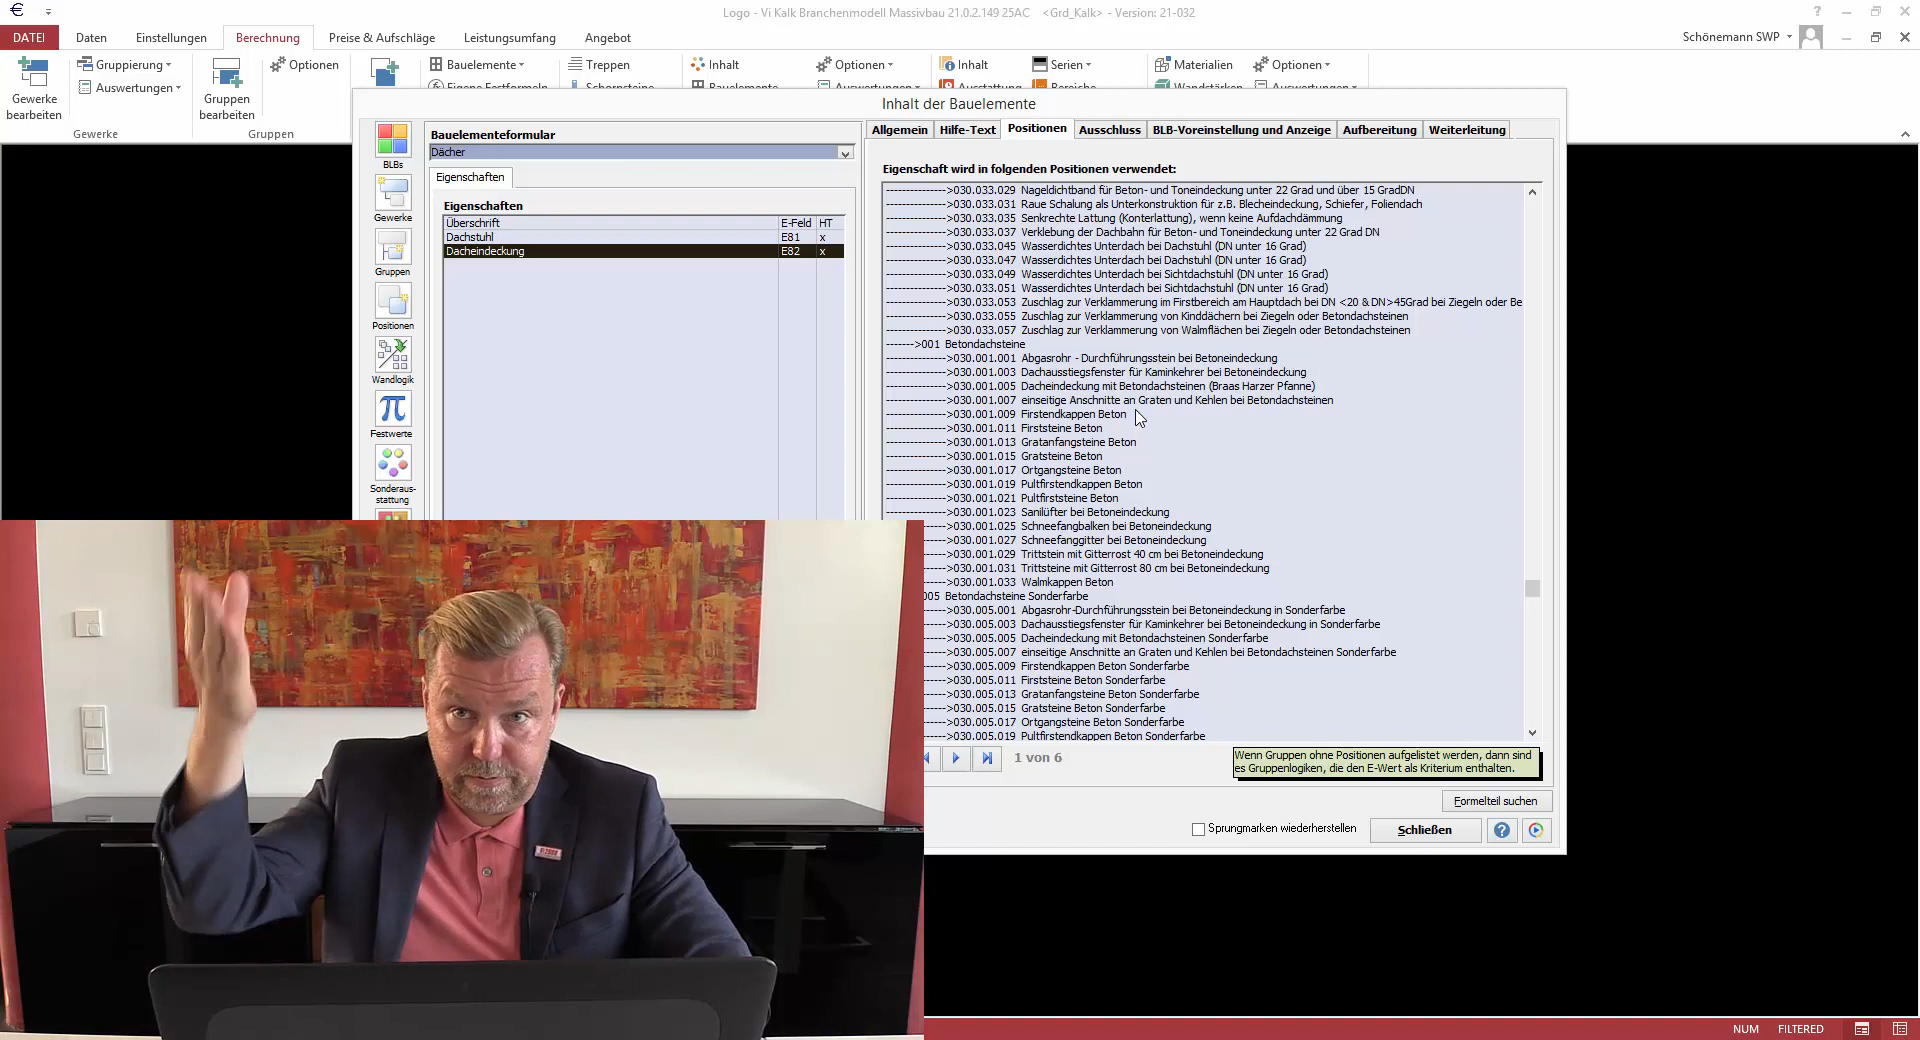 Logo - Vi Kalk Branchenmodell Massivbau 21.0.2.149 25AC <Grd_Kalk> - Version: 21-032
DATEI
Daten
Einstellungen
Berechnung
Preise & Aufschläge
Leistungsumfang
Angebot
Schönemann SWP
Gewerke
bearbeiten
Gruppierung
Auswertungen
Gewerke
Gruppen
bearbeiten
Optionen
Gruppen
Bauelemente
Eigene Festformeln
Treppen
Schornsteine
Inhalt
Bauelemente
Optionen
Auswertungen
Inhalt
Ausstattung
Serien
Bereiche
Materialien
Wandstärken
Optionen
Auswertungen
Inhalt der Bauelemente
BLBs
Gewerke
Gruppen
Positionen
Wandlogik
Festwerte
Sonderaus-
stattung
Bauelementeformular
Dächer
Eigenschaften
Eigenschaften
Überschrift E-Feld HT
Dachstuhl E81 x
Dacheindeckung E82 x
Allgemein
Hilfe-Text
Positionen
Ausschluss
BLB-Voreinstellung und Anzeige
Aufbereitung
Weiterleitung
Eigenschaft wird in folgenden Positionen verwendet:
--------------->030.033.029 Nageldichtband für Beton- und Toneindeckung unter 22 Grad und über 15 GradDN
--------------->030.033.031 Raue Schalung als Unterkonstruktion für z.B. Blecheindeckung, Schiefer, Foliendach
--------------->030.033.035 Senkrechte Lattung (Konterlattung), wenn keine Aufdachdämmung
--------------->030.033.037 Verklebung der Dachbahn für Beton- und Toneindeckung unter 22 Grad DN
--------------->030.033.045 Wasserdichtes Unterdach bei Dachstuhl (DN unter 16 Grad)
--------------->030.033.047 Wasserdichtes Unterdach bei Dachstuhl (DN unter 16 Grad)
--------------->030.033.049 Wasserdichtes Unterdach bei Sichtdachstuhl (DN unter 16 Grad)
--------------->030.033.051 Wasserdichtes Unterdach bei Sichtdachstuhl (DN unter 16 Grad)
--------------->030.033.053 Zuschlag zur Verklammerung im Firstbereich am Hauptdach bei DN <20 & DN>45Grad bei Ziegeln oder Be
--------------->030.033.055 Zuschlag zur Verklammerung von Kinddächern bei Ziegeln oder Betondachsteinen
--------------->030.033.057 Zuschlag zur Verklammerung von Walmflächen bei Ziegeln oder Betondachsteinen
------->001 Betondachsteine
--------------->030.001.001 Abgasrohr - Durchführungsstein bei Betoneindeckung
--------------->030.001.003 Dachausstiegsfenster für Kaminkehrer bei Betoneindeckung
--------------->030.001.005 Dacheindeckung mit Betondachsteinen (Braas Harzer Pfanne)
--------------->030.001.007 einseitige Anschnitte an Graten und Kehlen bei Betondachsteinen
--------------->030.001.009 Firstendkappen Beton
--------------->030.001.011 Firststeine Beton
--------------->030.001.013 Gratanfangsteine Beton
--------------->030.001.015 Gratsteine Beton
--------------->030.001.017 Ortgangsteine Beton
--------------->030.001.019 Pultfirstendkappen Beton
--------------->030.001.021 Pultfirststeine Beton
--------------->030.001.023 Sanilüfter bei Betoneindeckung
------>030.001.025 Schneefangbalken bei Betoneindeckung
------>030.001.027 Schneefanggitter bei Betoneindeckung
------>030.001.029 Trittstein mit Gitterrost 40 cm bei Betoneindeckung
------>030.001.031 Trittsteine mit Gitterrost 80 cm bei Betoneindeckung
------>030.001.033 Walmkappen Beton
005 Betondachsteine Sonderfarbe
------>030.005.001 Abgasrohr-Durchführungsstein bei Betoneindeckung in Sonderfarbe
------>030.005.003 Dachausstiegsfenster für Kaminkehrer bei Betoneindeckung in Sonderfarbe
------>030.005.005 Dacheindeckung mit Betondachsteinen Sonderfarbe
------>030.005.007 einseitige Anschnitte an Graten und Kehlen bei Betondachsteinen Sonderfarbe
------>030.005.009 Firstendkappen Beton Sonderfarbe
------>030.005.011 Firststeine Beton Sonderfarbe
------>030.005.013 Gratanfangsteine Beton Sonderfarbe
------>030.005.015 Gratsteine Beton Sonderfarbe
------>030.005.017 Ortgangsteine Beton Sonderfarbe
------>030.005.019 Pultfirstendkappen Beton Sonderfarbe
1 von 6
Wenn Gruppen ohne Positionen aufgelistet werden, dann sind
es Gruppenlogiken, die den E-Wert als Kriterium enthalten.
Formelteil suchen
Sprungmarken wiederherstellen
Schließen
NUM
FILTERED